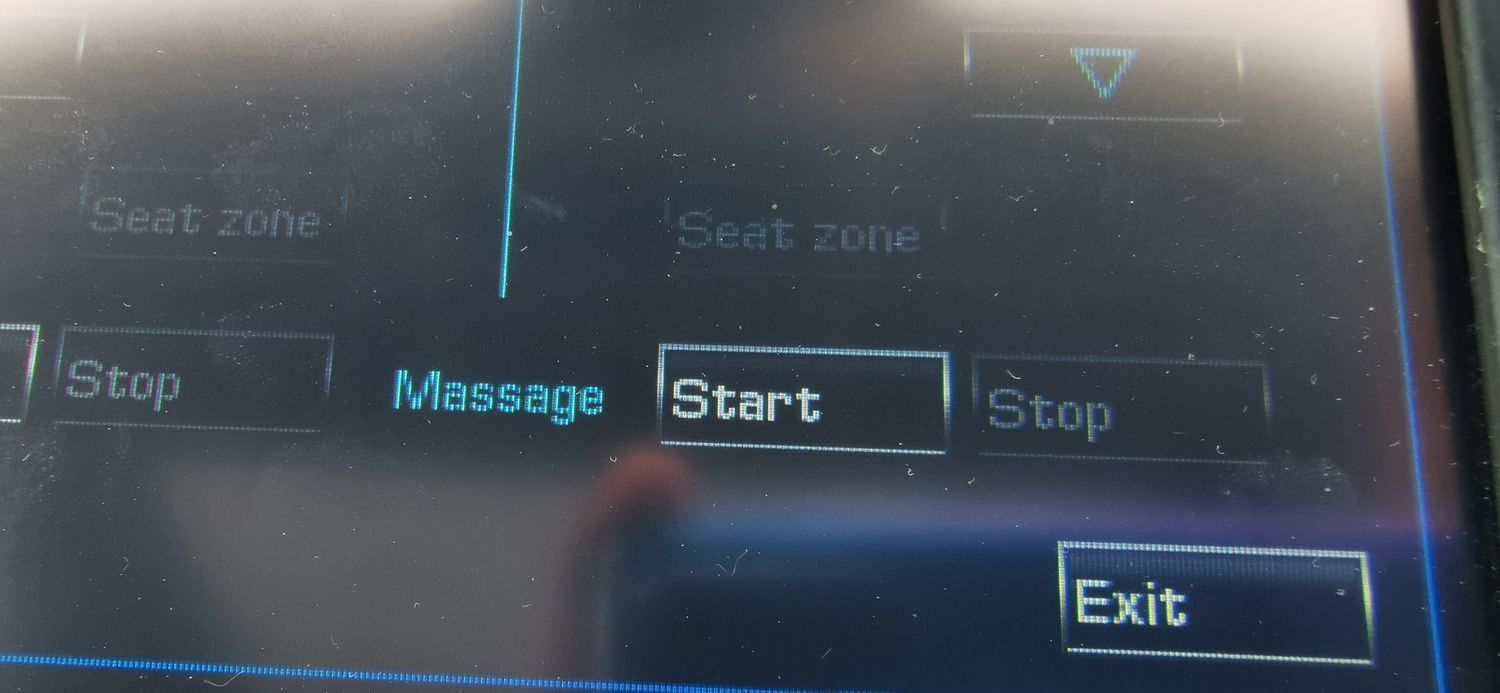 Seat zone
Seat zone
Stop
Massage
Start
Stop
Exit